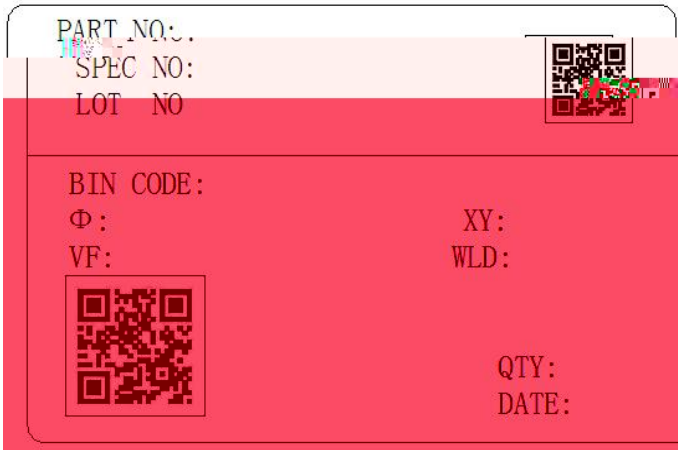 PART NO:
SPEC NO:
LOT NO
BIN CODE:
Φ: XY:
VF: WLD:
QTY:
DATE: